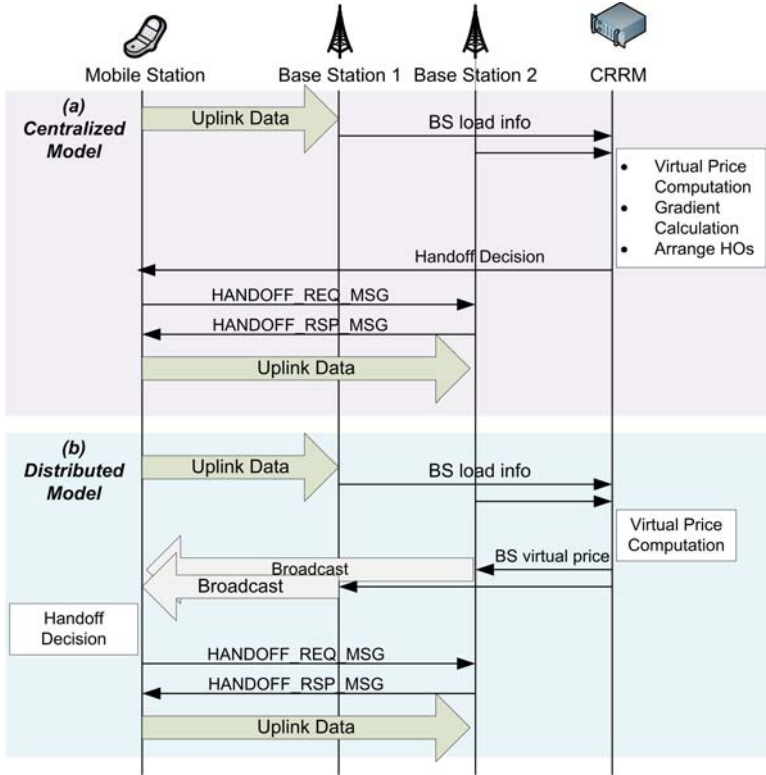 Mobile Station
Base Station 1
Base Station 2
CRRM
(a)
Centralized
Model
Uplink Data
BS load info
• Virtual Price
Computation
• Gradient
Calculation
• Arrange HOs
Handoff Decision
HANDOFF_REQ_MSG
HANDOFF_RSP_MSG
Uplink Data
(b)
Distributed
Model
Uplink Data
BS load info
Virtual Price
Computation
BS virtual price
Broadcast
Broadcast
Handoff
Decision
HANDOFF_REQ_MSG
HANDOFF_RSP_MSG
Uplink Data